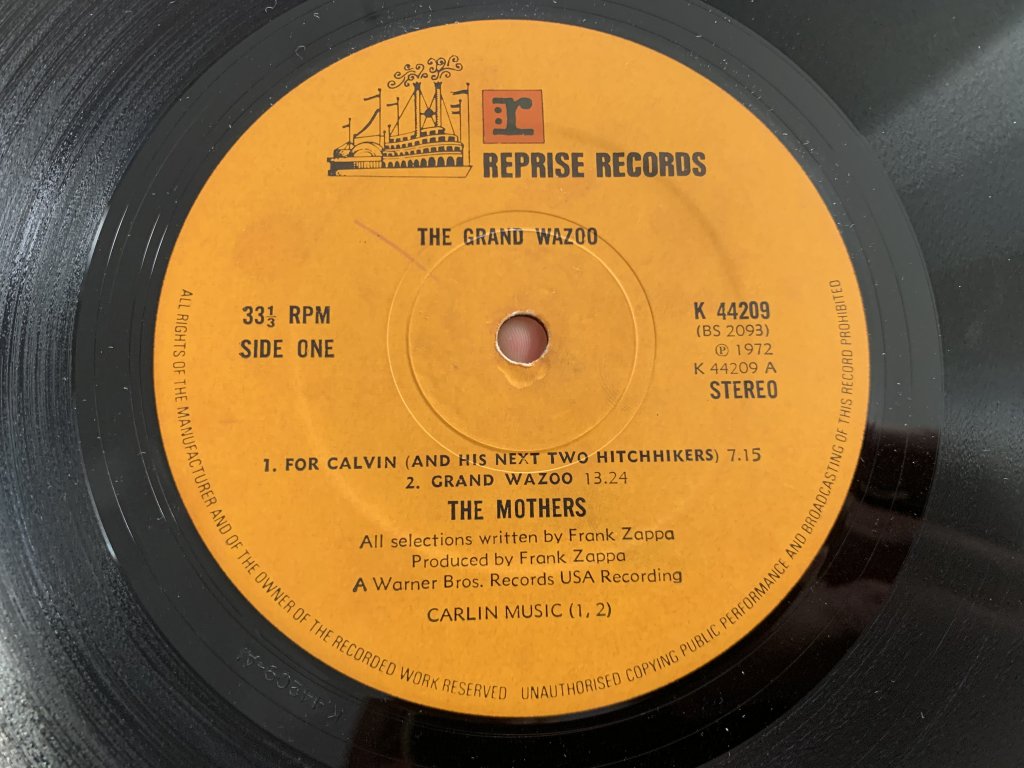 r
REPRISE RECORDS
THE GRAND WAZOO
33⅓ RPM
SIDE ONE
K 44209
(BS 2093)
℗ 1972
K 44209 A
STEREO
1. FOR CALVIN (AND HIS NEXT TWO HITCHHIKERS) 7.15
2. GRAND WAZOO 13.24
THE MOTHERS
All selections written by Frank Zappa
Produced by Frank Zappa
A Warner Bros. Records USA Recording
CARLIN MUSIC (1, 2)
ALL RIGHTS OF THE MANUFACTURER AND OF THE OWNER OF THE RECORDED WORK RESERVED UNAUTHORISED COPYING PUBLIC PERFORMANCE AND BROADCASTING OF THIS RECORD PROHIBITED